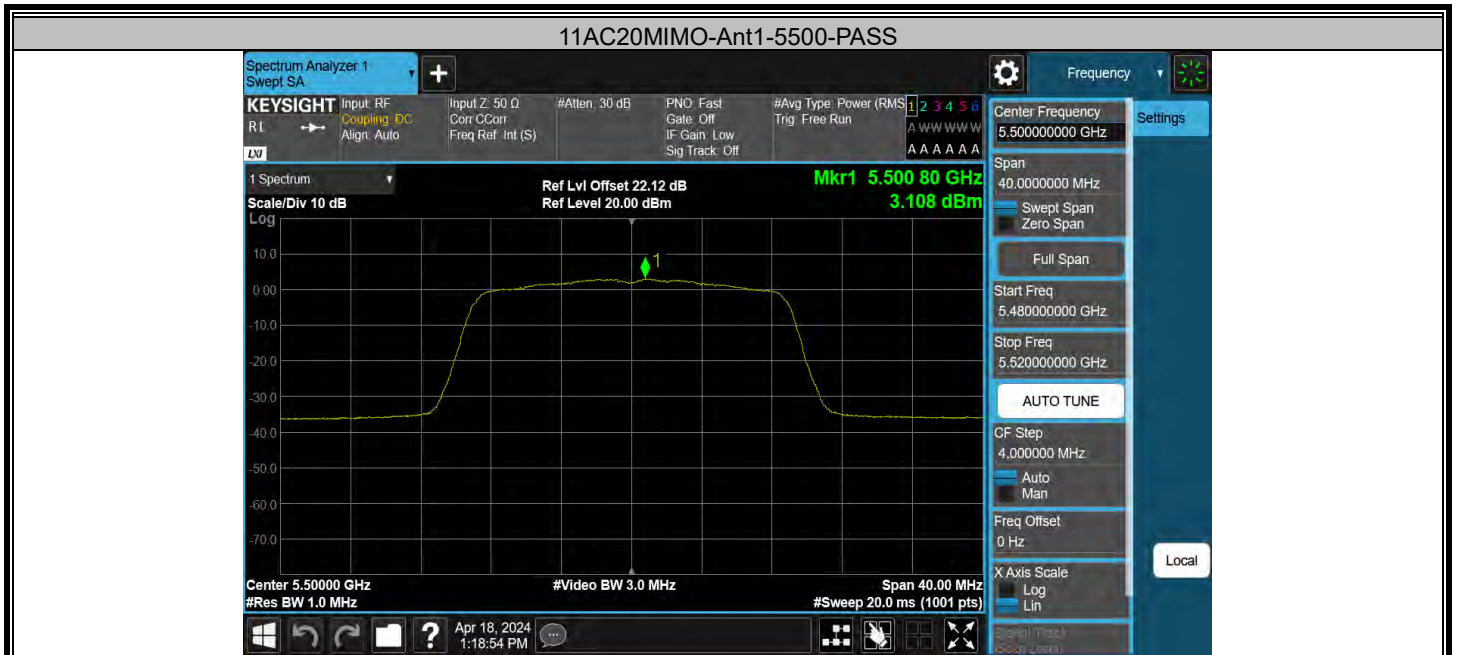 11AC20MIMO-Ant1-5500-PASS
Spectrum Analyzer 1
Swept SA
+
Frequency
KEYSIGHT
RL
LXI
Input: RF
Coupling: DC
Align: Auto
Input Z: 50 Ω
Corr CCorr
Freq Ref: Int (S)
#Atten: 30 dB
PNO: Fast
Gate: Off
IF Gain: Low
Sig Track: Off
#Avg Type: Power (RMS
Trig: Free Run
1 2 3 4 5 6
A W W W W W
A A A A A A
Center Frequency
5.500000000 GHz
Settings
1 Spectrum
Scale/Div 10 dB
Log
Ref Lvl Offset 22.12 dB
Ref Level 20.00 dBm
Mkr1 5.500 80 GHz
3.108 dBm
Span
40.0000000 MHz
Swept Span
Zero Span
Full Span
Start Freq
5.480000000 GHz
Stop Freq
5.520000000 GHz
AUTO TUNE
CF Step
4.000000 MHz
Auto
Man
Freq Offset
0 Hz
X Axis Scale
Log
Lin
Signal Track
(Span Zoom)
Local
10.0
0.00
-10.0
-20.0
-30.0
-40.0
-50.0
-60.0
-70.0
1
Center 5.50000 GHz
#Res BW 1.0 MHz
#Video BW 3.0 MHz
Span 40.00 MHz
#Sweep 20.0 ms (1001 pts)
?
Apr 18, 2024
1:18:54 PM